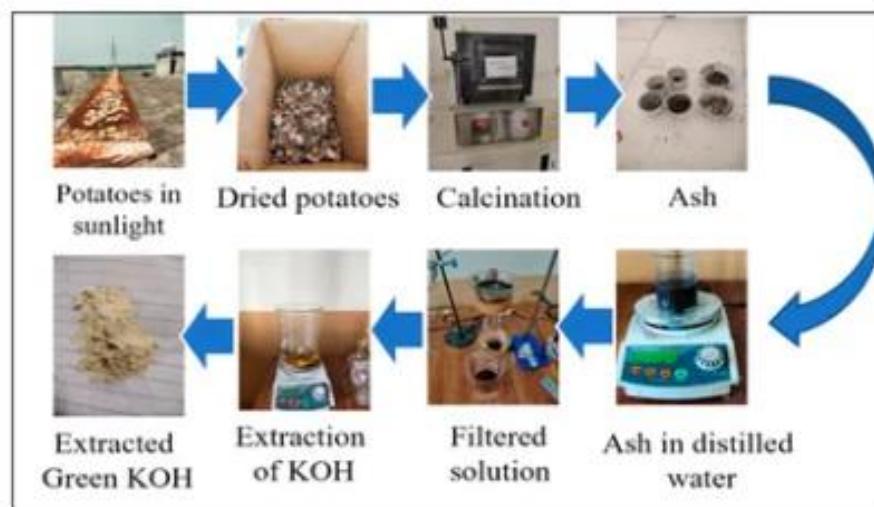 Potatoes in
sunlight
Dried potatoes
Calcination
Ash
Extracted
Green KOH
Extraction
of KOH
Filtered
solution
Ash in distilled
water